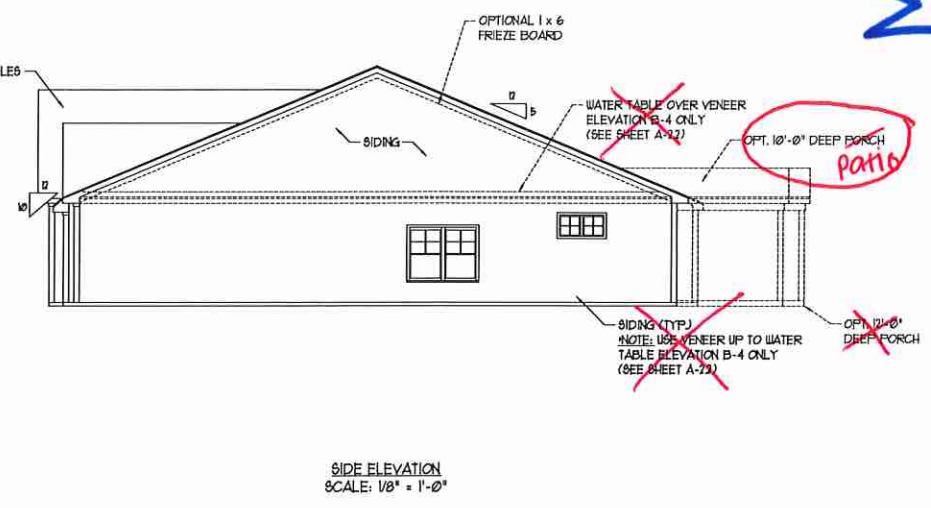 OPTIONAL 1 x 6
FRIEZE BOARD
LES
12
5
WATER TABLE OVER VENEER
ELEVATION B-4 ONLY
(SEE SHEET A-22)
SIDING
OPT. 10'-0" DEEP PORCH
Patio
12
10
SIDING (TYP.)
*NOTE: USE VENEER UP TO WATER
TABLE ELEVATION B-4 ONLY
(SEE SHEET A-22)
OPT. 12'-0"
DEEP PORCH
SIDE ELEVATION
SCALE: 1/8" = 1'-0"